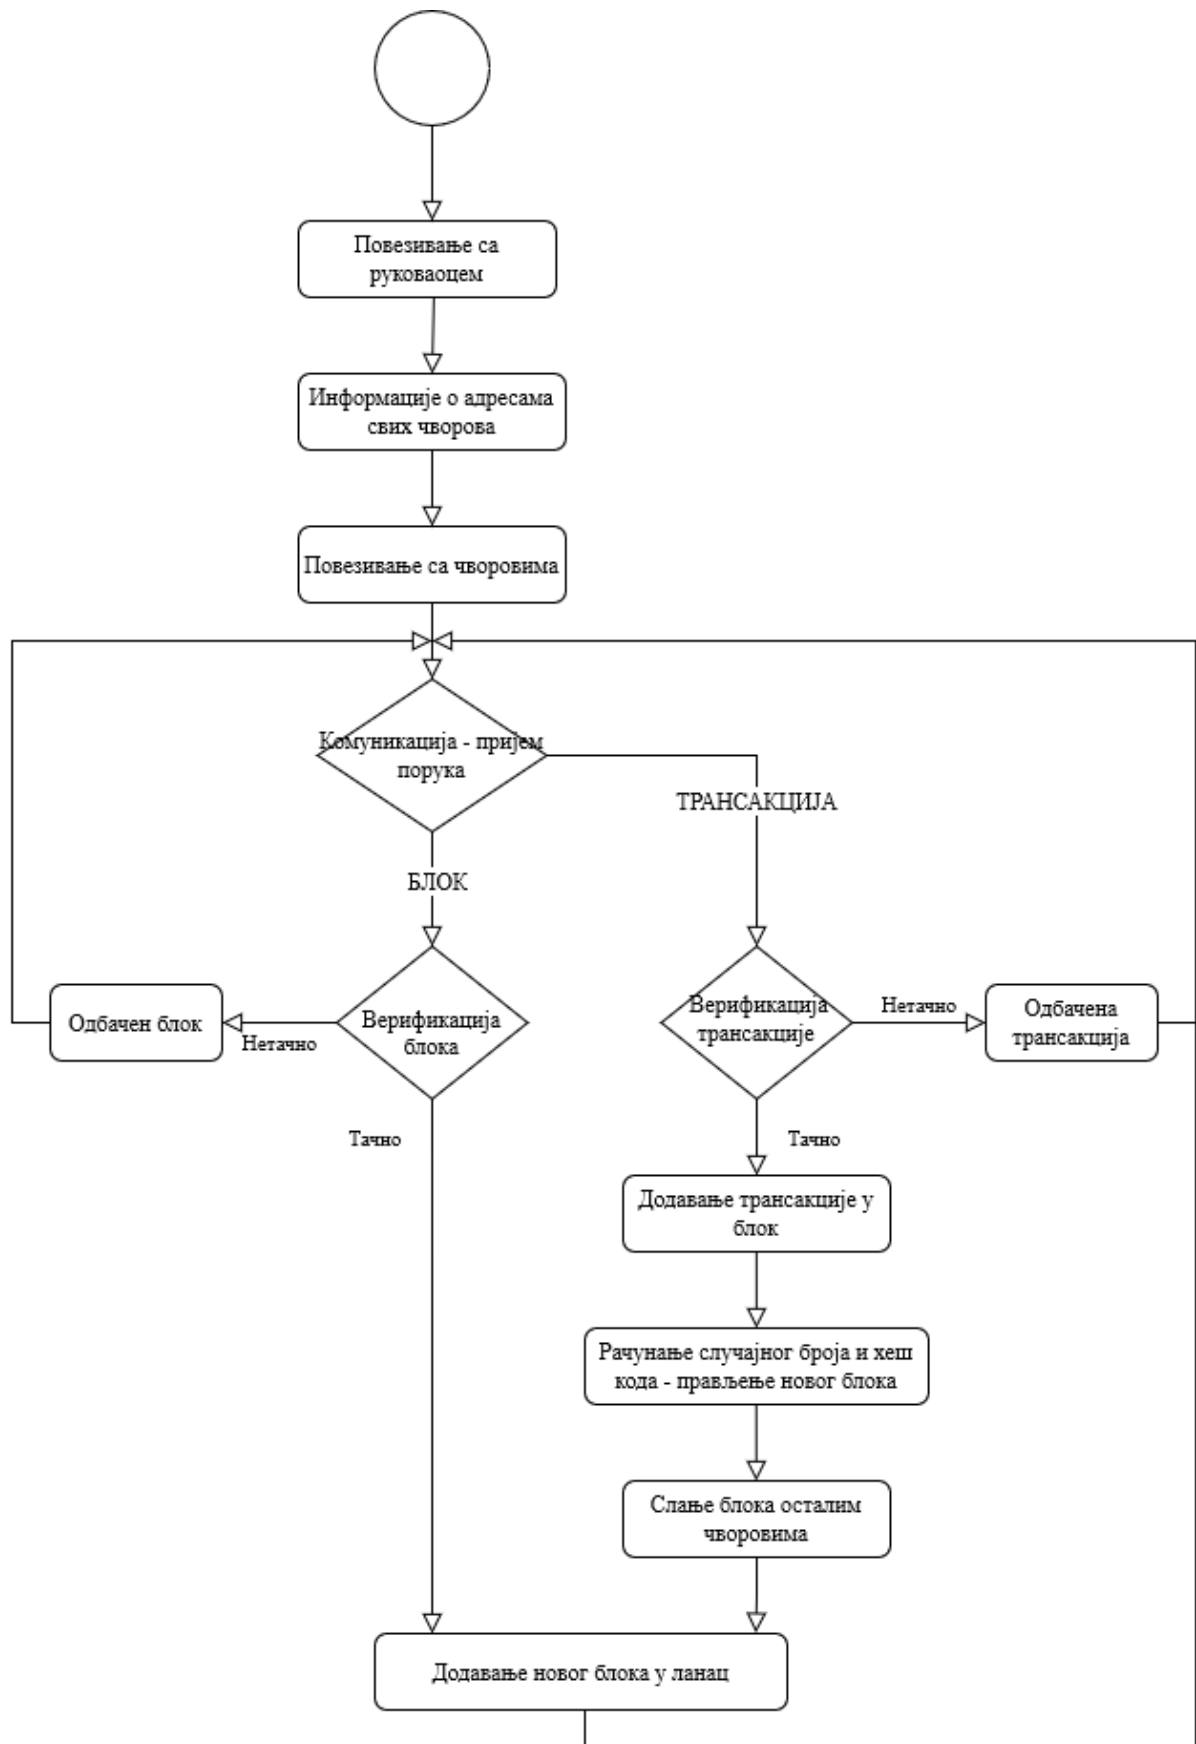 Повезивање са
руковаоцем
Информације о адресама
свих чворова
Повезивање са чворовима
Комуникација - пријем
порука
ТРАНСАКЦИЈА
БЛОК
Одбачен блок
Нетачно
Верификација
блока
Верификација
трансакције
Нетачно
Одбачена
трансакција
Тачно
Тачно
Додавање трансакције у
блок
Рачунање случајног броја и хеш
кода - прављење новог блока
Слање блока осталим
чворовима
Додавање новог блока у ланац